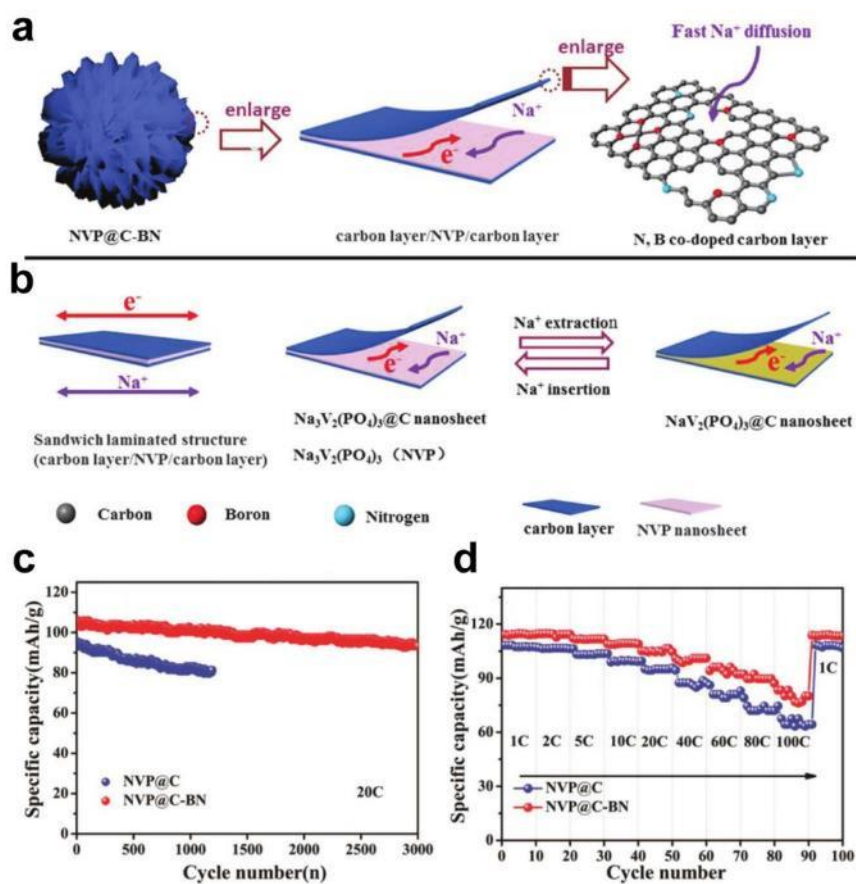 a
enlarge
Fast Na⁺ diffusion
enlarge
Na⁺
e⁻
NVP@C-BN
carbon layer/NVP/carbon layer
N, B co-doped carbon layer
b
e⁻
Na⁺
Sandwich laminated structure
(carbon layer/NVP/carbon layer)
Na⁺
e⁻
Na₃V₂(PO₄)₃@C nanosheet
Na₃V₂(PO₄)₃ (NVP)
Na⁺ extraction
Na⁺ insertion
Na⁺
e⁻
NaV₂(PO₄)₃@C nanosheet
Carbon
Boron
Nitrogen
carbon layer
NVP nanosheet
c
Specific capacity(mAh/g)
120
100
80
60
40
20
0
NVP@C
NVP@C-BN
20C
0 500 1000 1500 2000 2500 3000
Cycle number(n)
d
Specific capacity(mAh/g)
120
90
60
30
0
1C 2C 5C 10C 20C 40C 60C 80C 100C
1C
NVP@C
NVP@C-BN
0 10 20 30 40 50 60 70 80 90 100
Cycle number